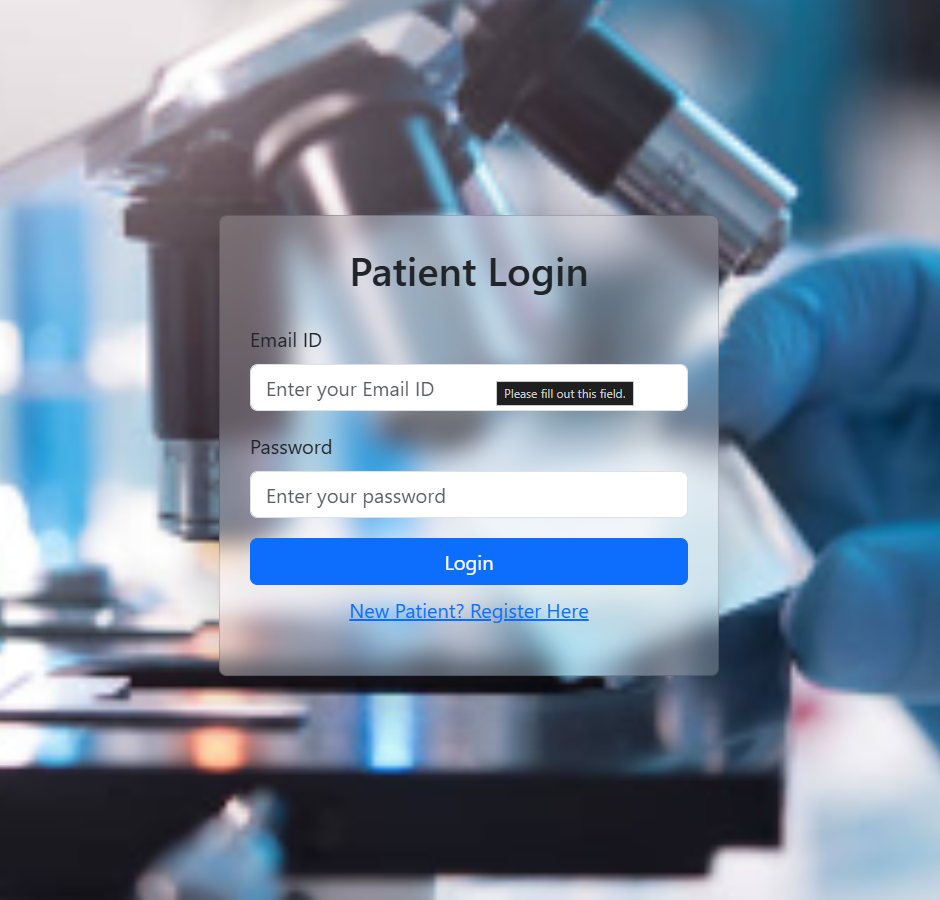 Patient Login
Email ID
Enter your Email ID
Please fill out this field.
Password
Enter your password
Login
New Patient? Register Here